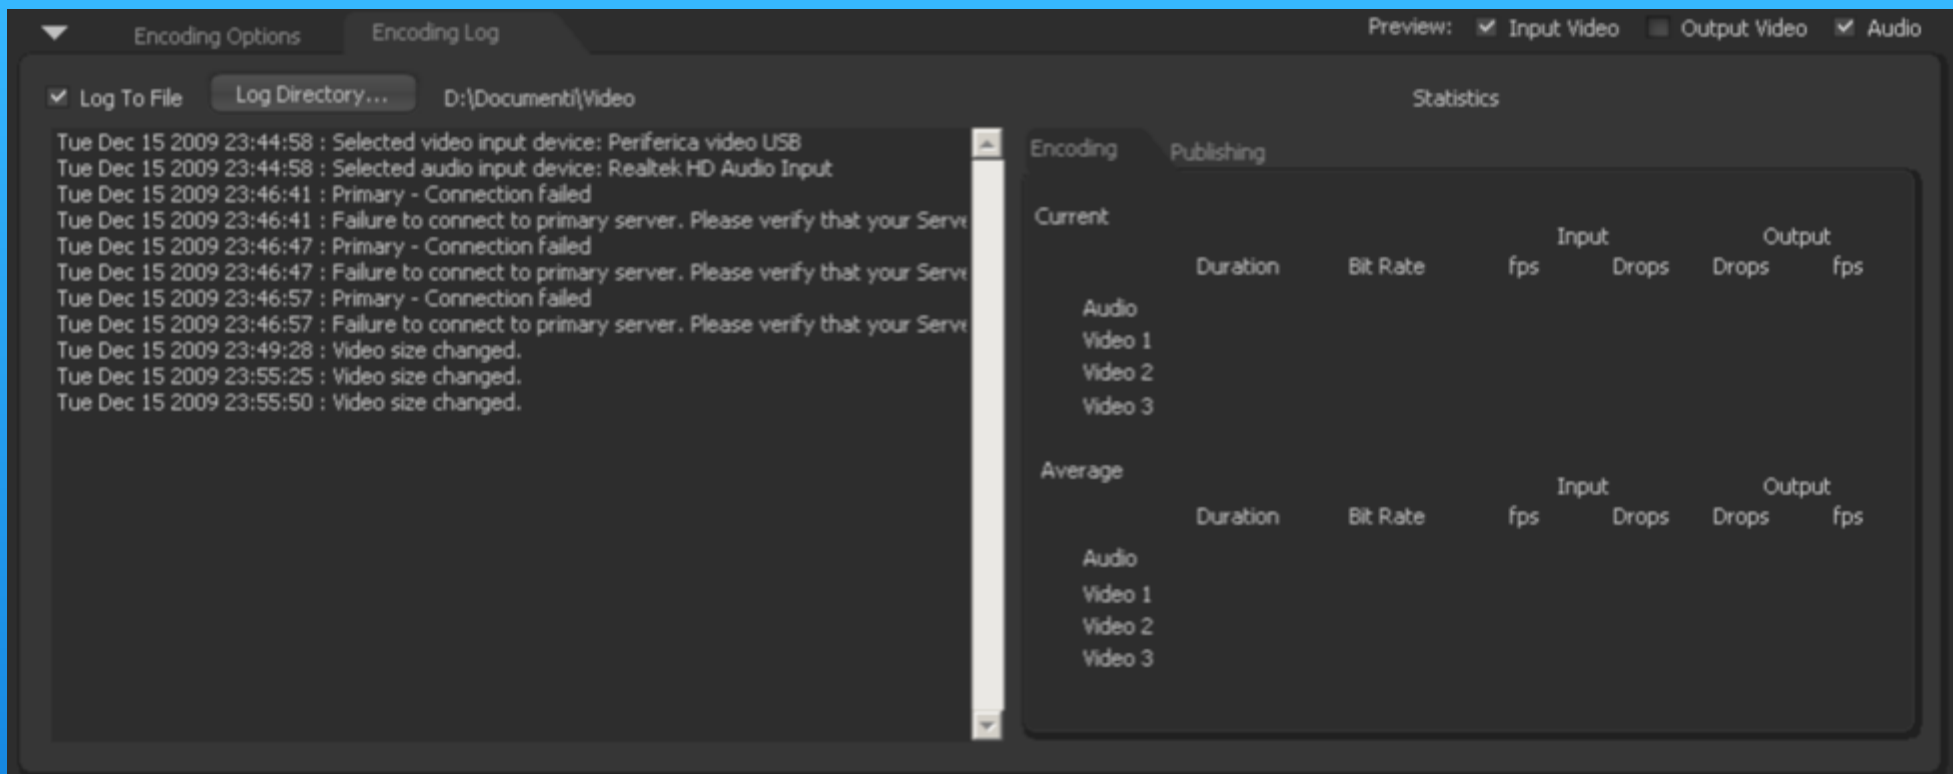 Encoding Options Encoding Log Preview: Input Video Output Video Audio
Log To File Log Directory... D:\Documenti\Video
Tue Dec 15 2009 23:44:58 : Selected video input device: Periferica video USB
Tue Dec 15 2009 23:44:58 : Selected audio input device: Realtek HD Audio Input
Tue Dec 15 2009 23:46:41 : Primary - Connection failed
Tue Dec 15 2009 23:46:41 : Failure to connect to primary server. Please verify that your Serve
Tue Dec 15 2009 23:46:47 : Primary - Connection failed
Tue Dec 15 2009 23:46:47 : Failure to connect to primary server. Please verify that your Serve
Tue Dec 15 2009 23:46:57 : Primary - Connection failed
Tue Dec 15 2009 23:46:57 : Failure to connect to primary server. Please verify that your Serve
Tue Dec 15 2009 23:49:28 : Video size changed.
Tue Dec 15 2009 23:55:25 : Video size changed.
Tue Dec 15 2009 23:55:50 : Video size changed.
Statistics
Encoding Publishing
Current
Input Output
Duration Bit Rate fps Drops Drops fps
Audio
Video 1
Video 2
Video 3
Average
Input Output
Duration Bit Rate fps Drops Drops fps
Audio
Video 1
Video 2
Video 3